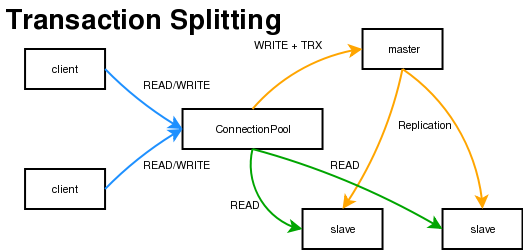 Transaction Splitting
WRITE + TRX
master
client
READ/WRITE
ConnectionPool
Replication
READ/WRITE
READ
client
READ
slave
slave